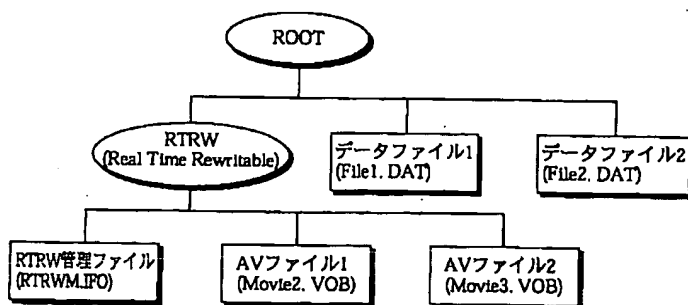 ROOT
RTRW
(Real Time Rewritable)
データファイル1
(File1. DAT)
データファイル2
(File2. DAT)
RTRW管理ファイル
(RTRWM.IFO)
AVファイル1
(Movie2. VOB)
AVファイル2
(Movie3. VOB)